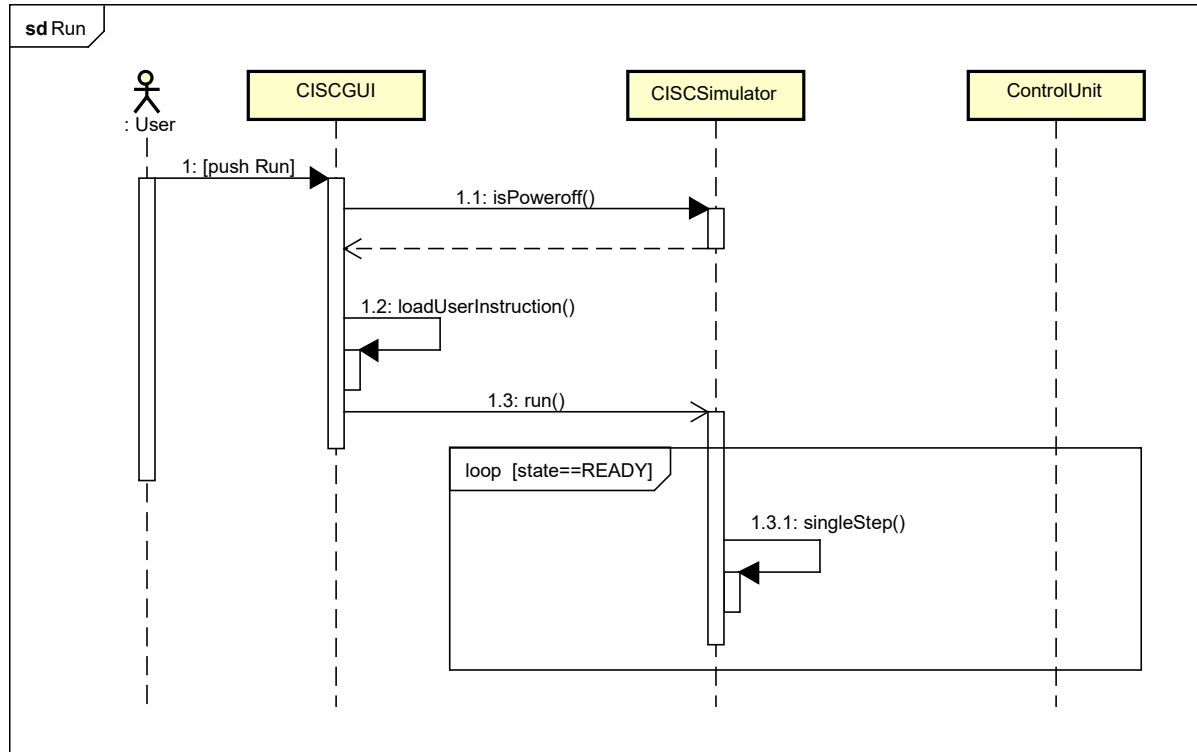 sd Run
CISCGUI
CISCSimulator
ControlUnit
: User
1: [push Run]
1.1: isPoweroff()
1.2: loadUserInstruction()
1.3: run()
loop [state==READY]
1.3.1: singleStep()